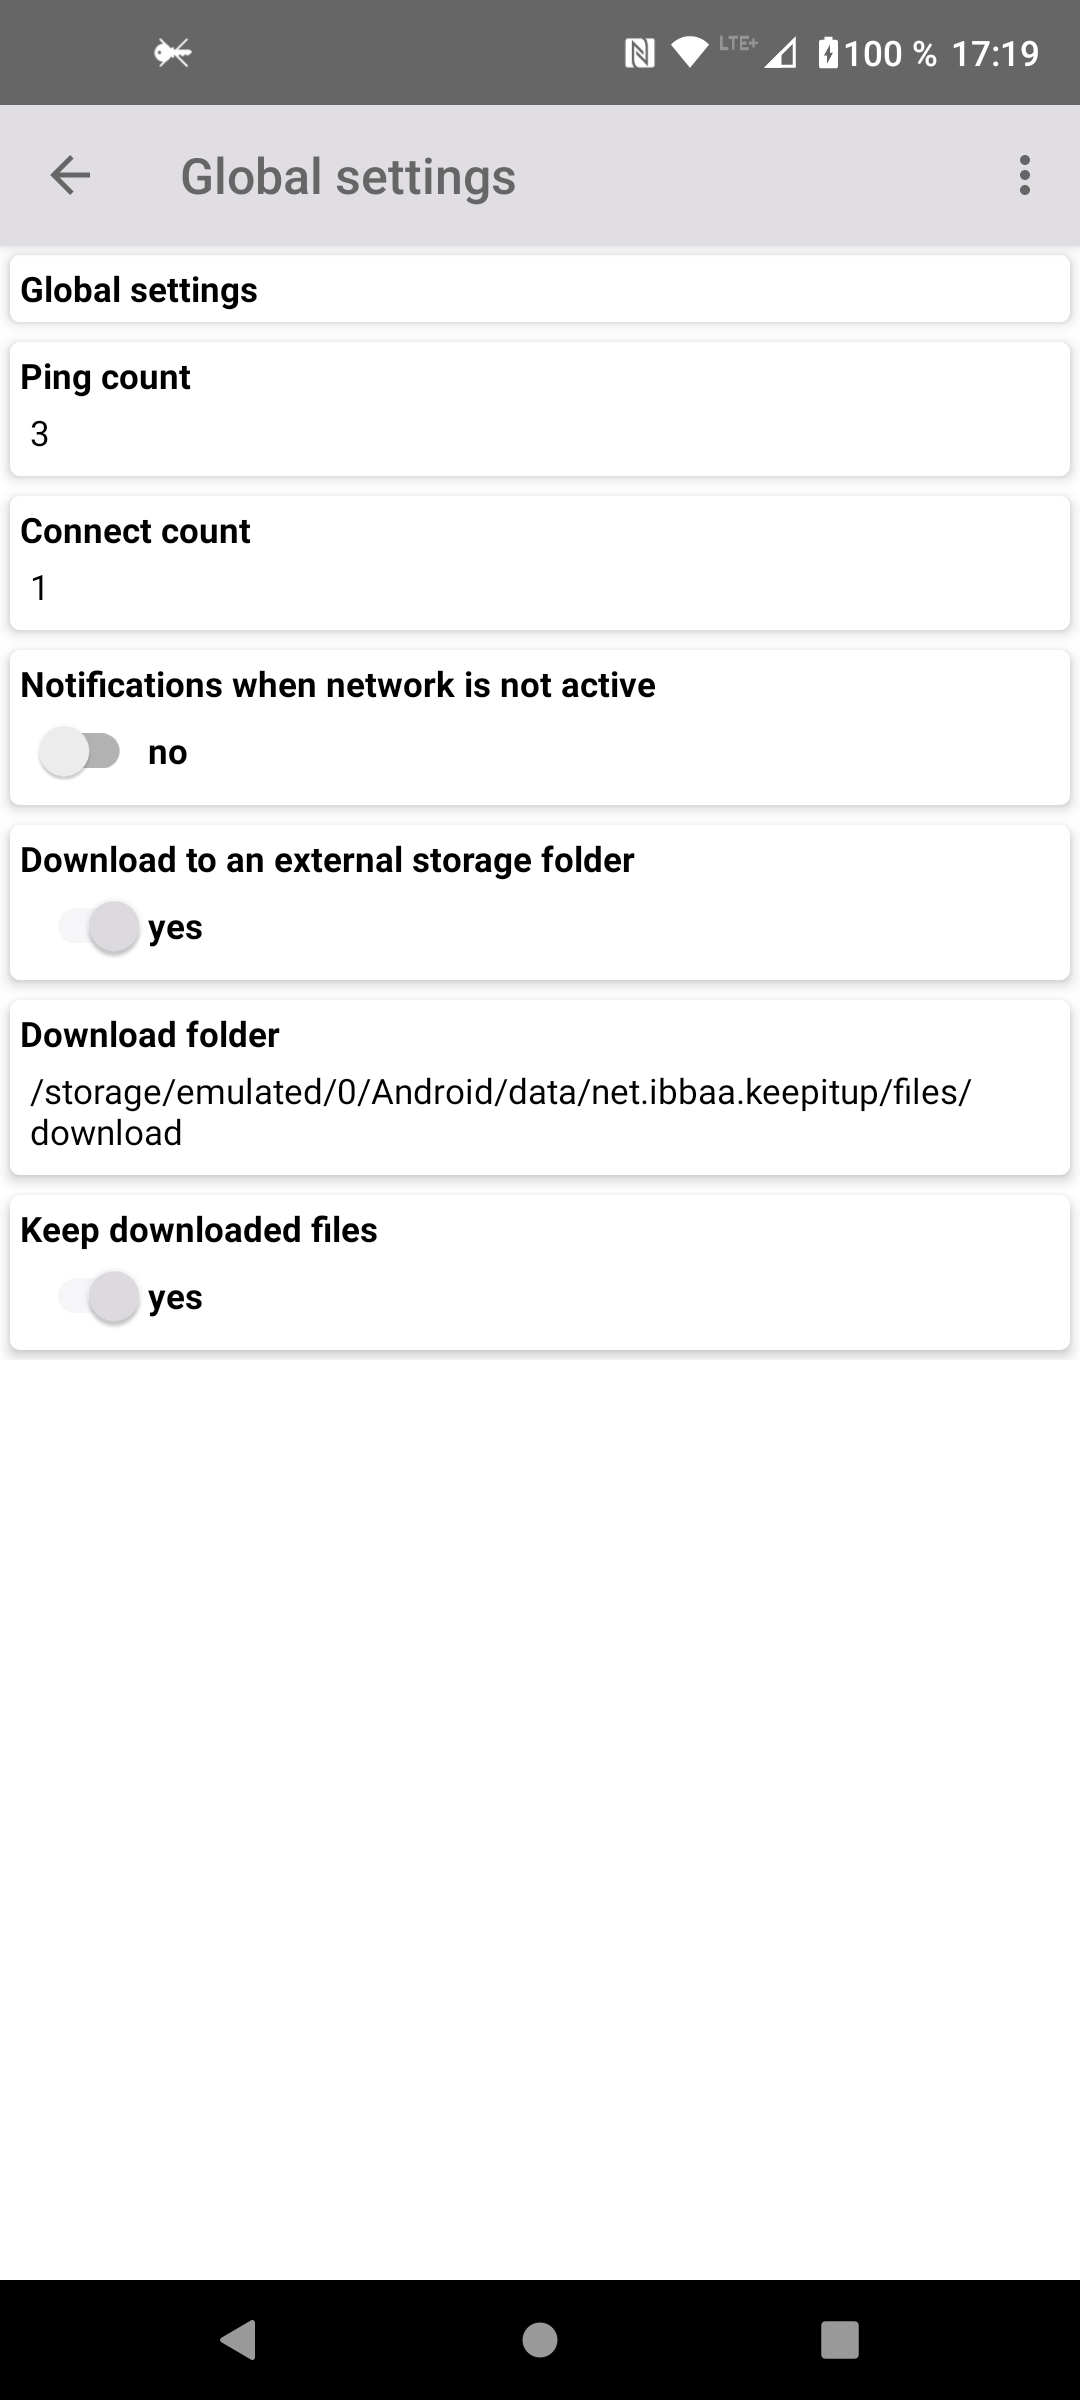 LTE+ 100 % 17:19
Global settings
Global settings
Ping count
3
Connect count
1
Notifications when network is not active
no
Download to an external storage folder
yes
Download folder
/storage/emulated/0/Android/data/net.ibbaa.keepitup/files/
download
Keep downloaded files
yes